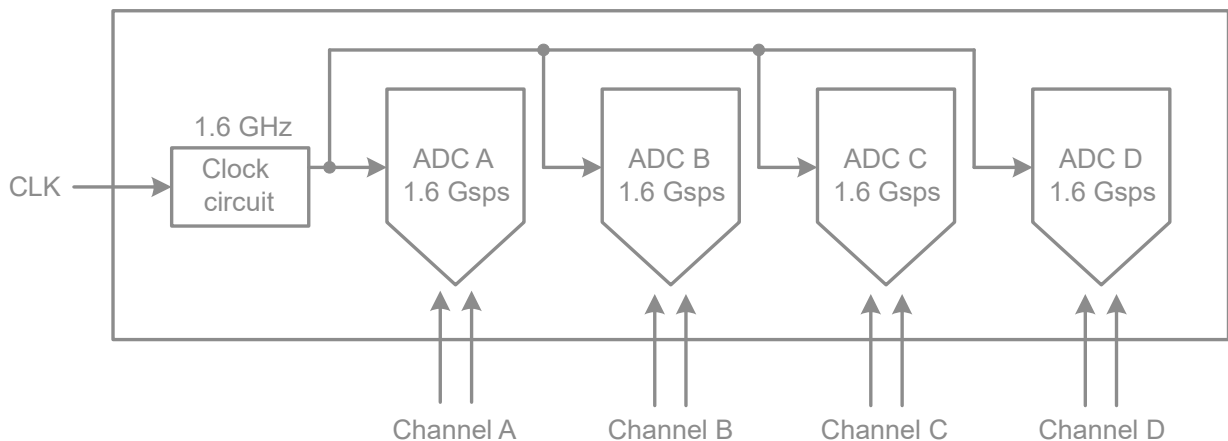 1.6 GHz
CLK
Clock
circuit
ADC A
1.6 Gsps
ADC B
1.6 Gsps
ADC C
1.6 Gsps
ADC D
1.6 Gsps
Channel A
Channel B
Channel C
Channel D